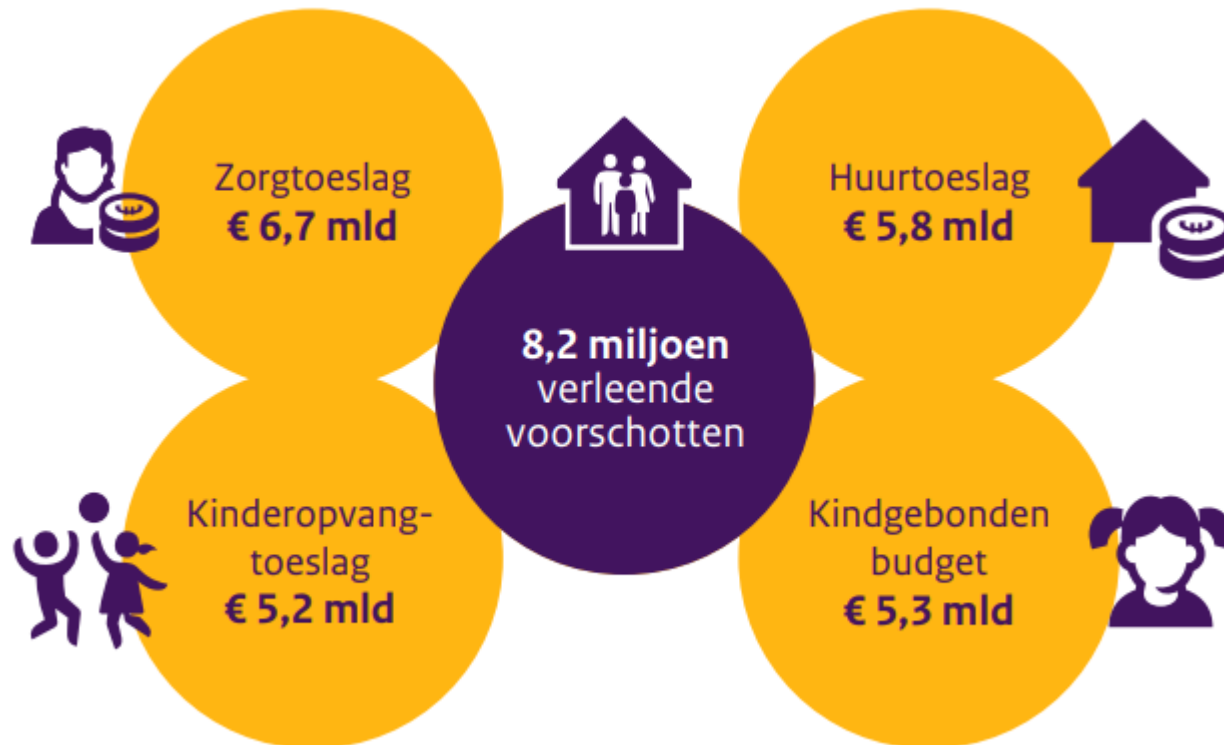 Zorgtoeslag
€ 6,7 mld
Huurtoeslag
€ 5,8 mld
8,2 miljoen
verleende
voorschotten
Kinderopvang-
toeslag
€ 5,2 mld
Kindgebonden
budget
€ 5,3 mld